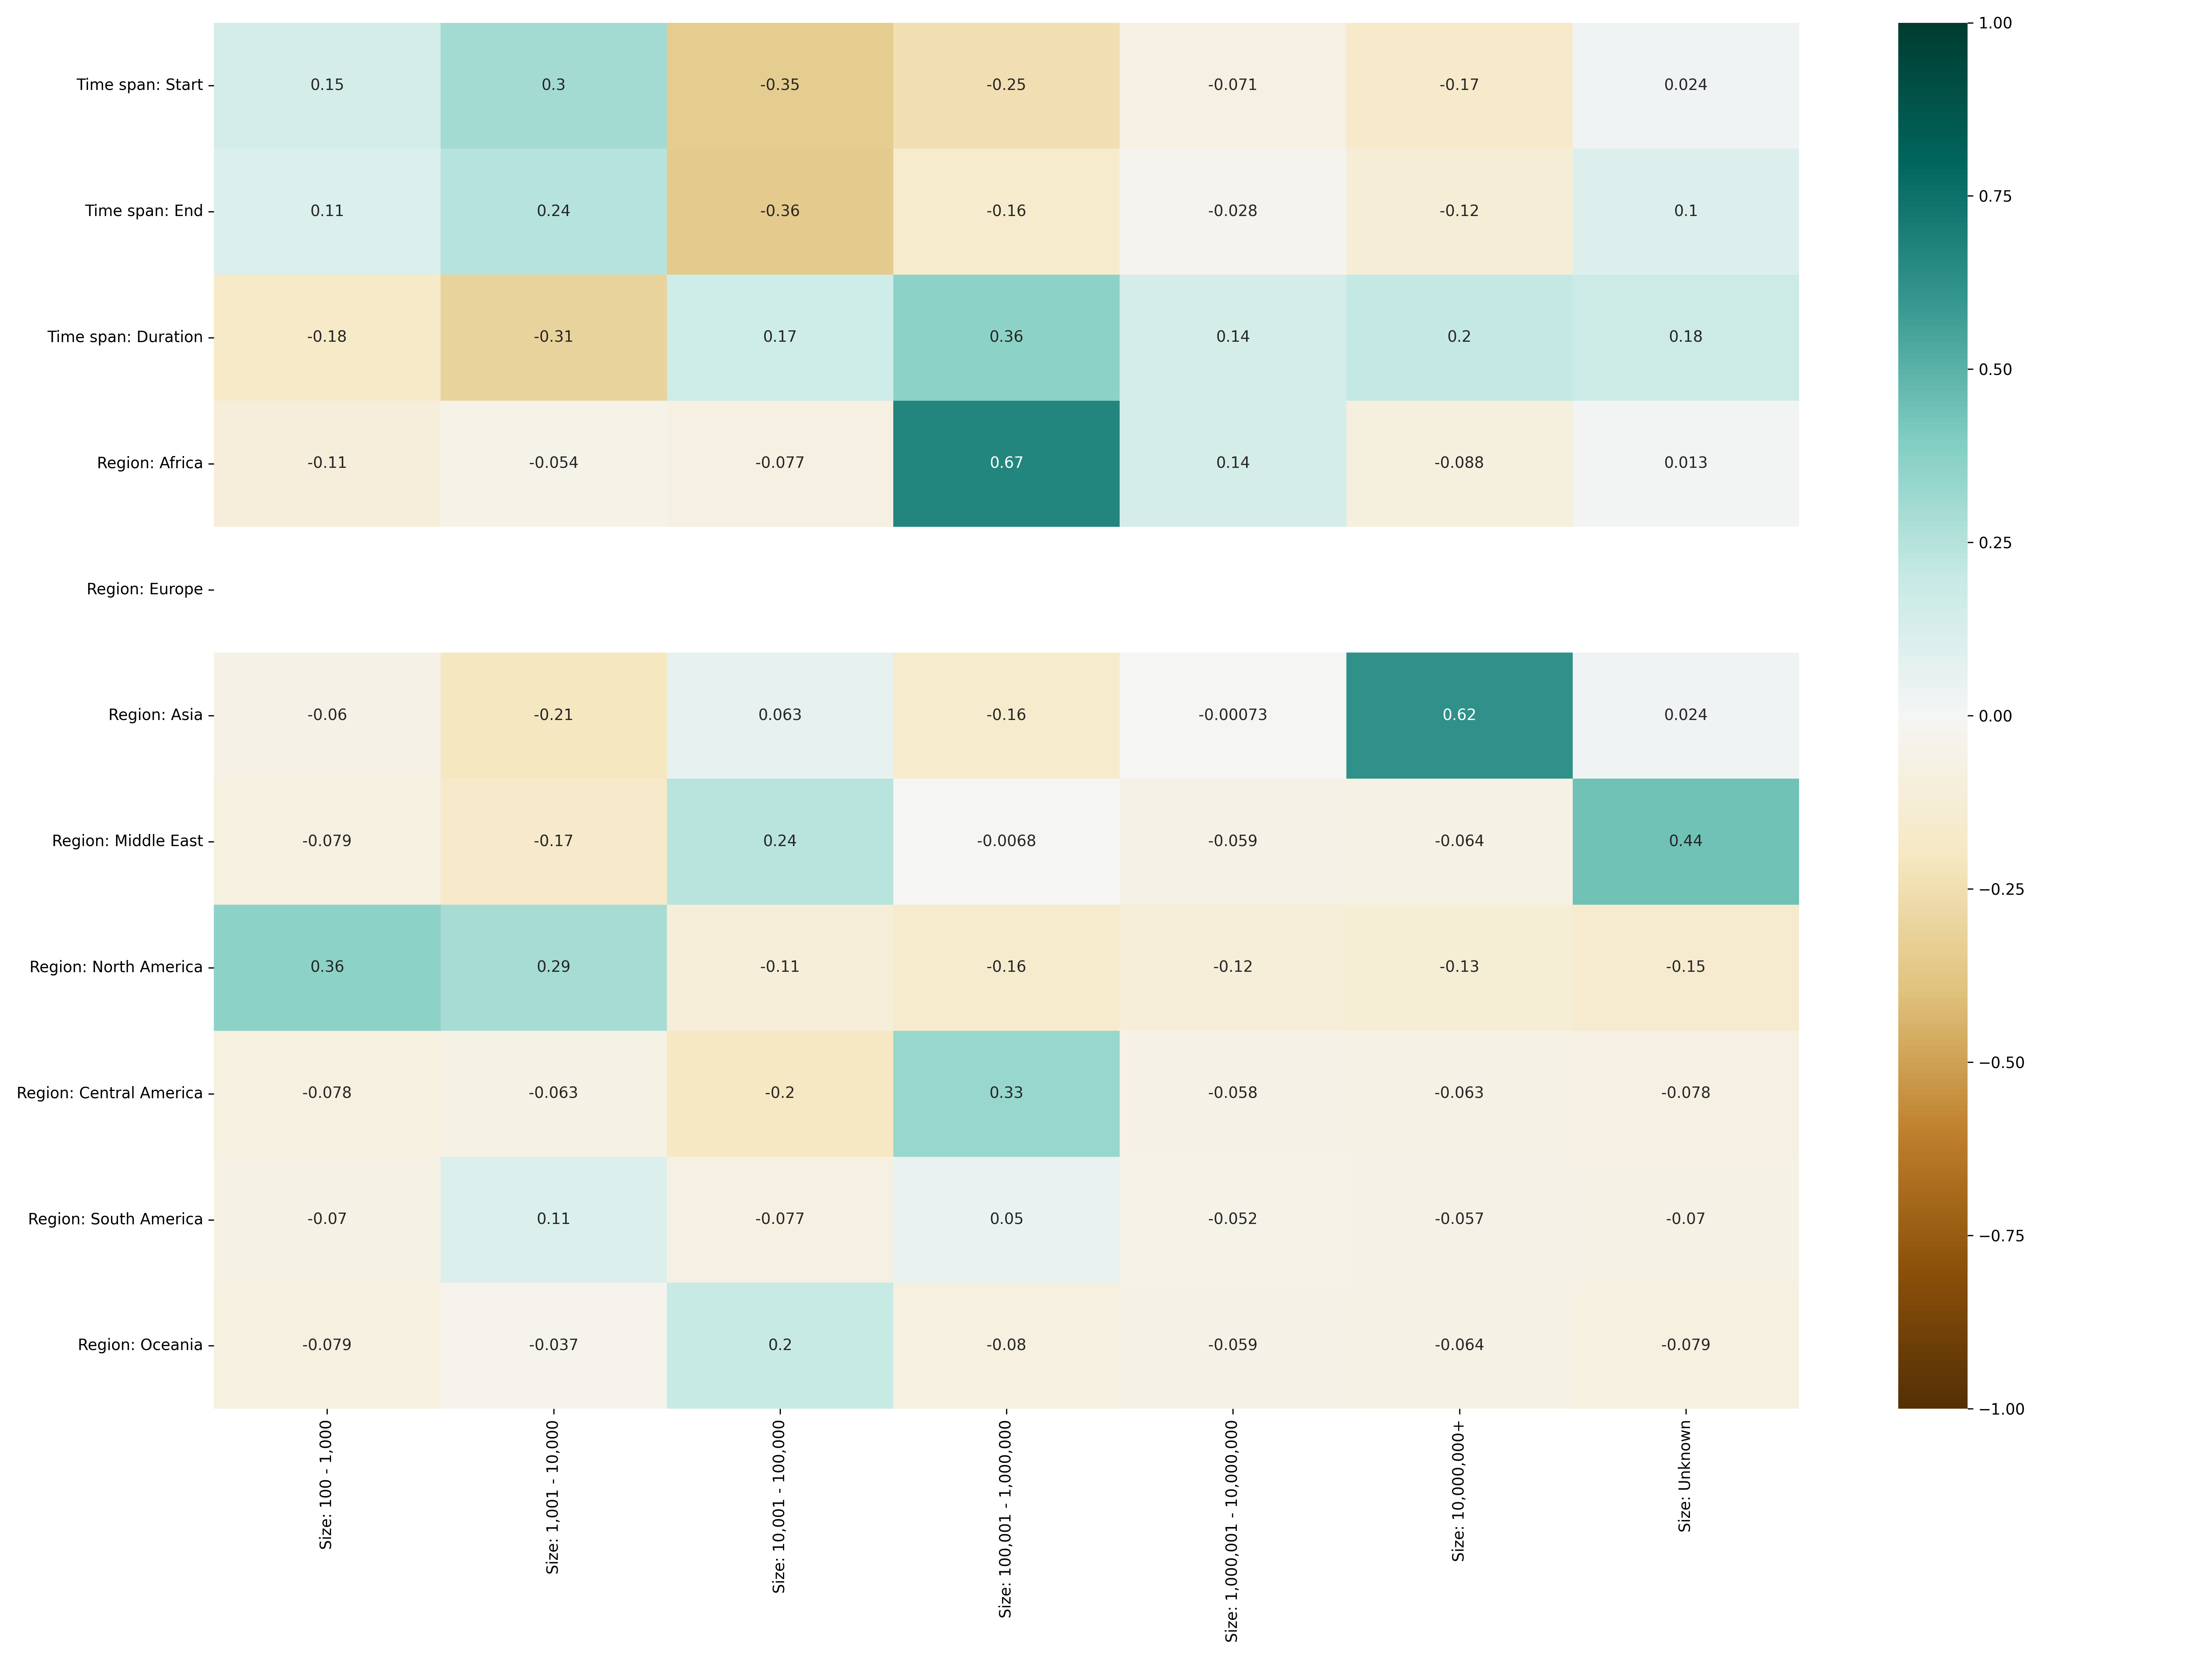 Time span: Start 0.15 0.3 -0.35 -0.25 -0.071 -0.17 0.024
Time span: End 0.11 0.24 -0.36 -0.16 -0.028 -0.12 0.1
Time span: Duration -0.18 -0.31 0.17 0.36 0.14 0.2 0.18
Region: Africa -0.11 -0.054 -0.077 0.67 0.14 -0.088 0.013
Region: Europe
Region: Asia -0.06 -0.21 0.063 -0.16 -0.00073 0.62 0.024
Region: Middle East -0.079 -0.17 0.24 -0.0068 -0.059 -0.064 0.44
Region: North America 0.36 0.29 -0.11 -0.16 -0.12 -0.13 -0.15
Region: Central America -0.078 -0.063 -0.2 0.33 -0.058 -0.063 -0.078
Region: South America -0.07 0.11 -0.077 0.05 -0.052 -0.057 -0.07
Region: Oceania -0.079 -0.037 0.2 -0.08 -0.059 -0.064 -0.079
Size: 100 - 1,000
Size: 1,001 - 10,000
Size: 10,001 - 100,000
Size: 100,001 - 1,000,000
Size: 1,000,001 - 10,000,000
Size: 10,000,000+
Size: Unknown
1.00
0.75
0.50
0.25
0.00
−0.25
−0.50
−0.75
−1.00